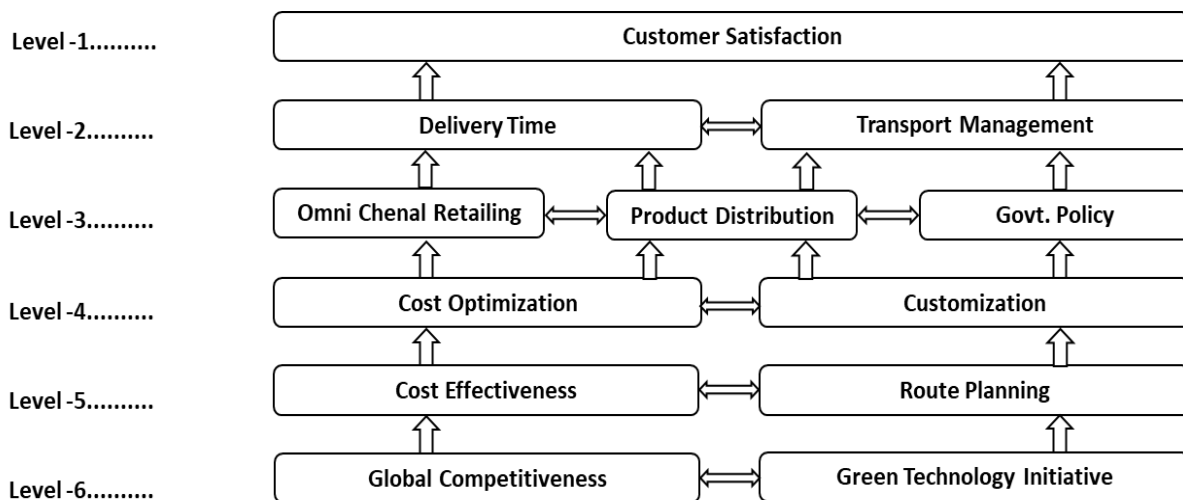 Level -1..........
Customer Satisfaction
Level -2..........
Delivery Time
Transport Management
Level -3..........
Omni Chenal Retailing
Product Distribution
Govt. Policy
Level -4..........
Cost Optimization
Customization
Level -5..........
Cost Effectiveness
Route Planning
Level -6..........
Global Competitiveness
Green Technology Initiative